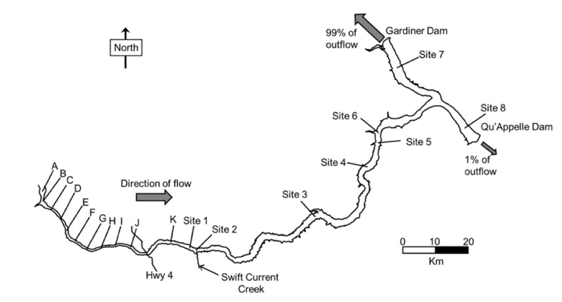 99% of
outflow
Gardiner Dam
North
Site 7
Site 8
Site 6
Qu'Appelle Dam
Site 5
1% of
outflow
Site 4
A
B
C
D
Direction of flow
E
Site 3
F
G
H
I
J
K
Site 1
Site 2
0 10 20
Km
Hwy 4
Swift Current
Creek